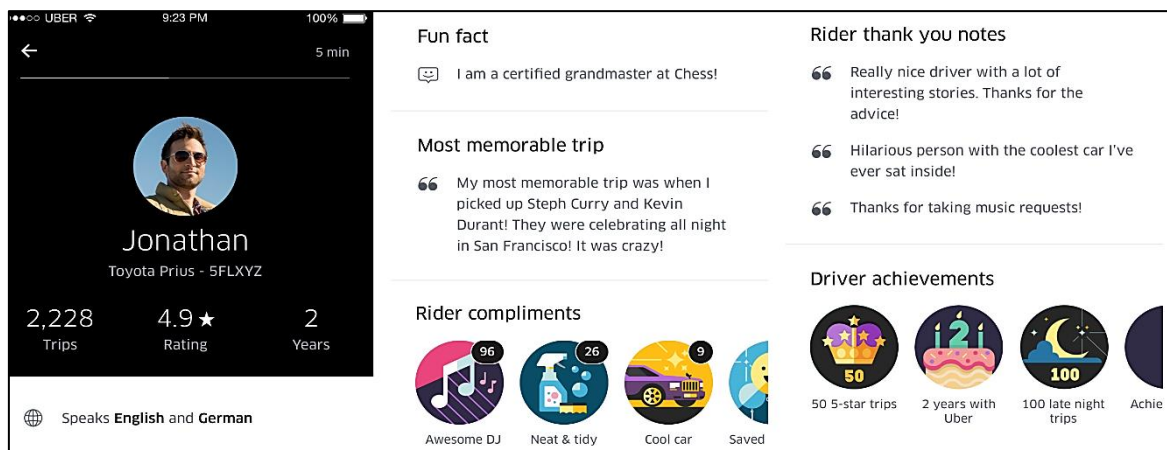 UBER
9:23 PM
100%
5 min
Jonathan
Toyota Prius - 5FLXYZ
2,228
Trips
4.9 ★
Rating
2
Years
Speaks English and German
Fun fact
I am a certified grandmaster at Chess!
Most memorable trip
My most memorable trip was when I
picked up Steph Curry and Kevin
Durant! They were celebrating all night
in San Francisco! It was crazy!
Rider compliments
96
Awesome DJ
26
Neat & tidy
9
Cool car
Saved
Rider thank you notes
Really nice driver with a lot of
interesting stories. Thanks for the
advice!
Hilarious person with the coolest car I've
ever sat inside!
Thanks for taking music requests!
Driver achievements
50
50 5-star trips
2
2 years with
Uber
100
100 late night
trips
Achie